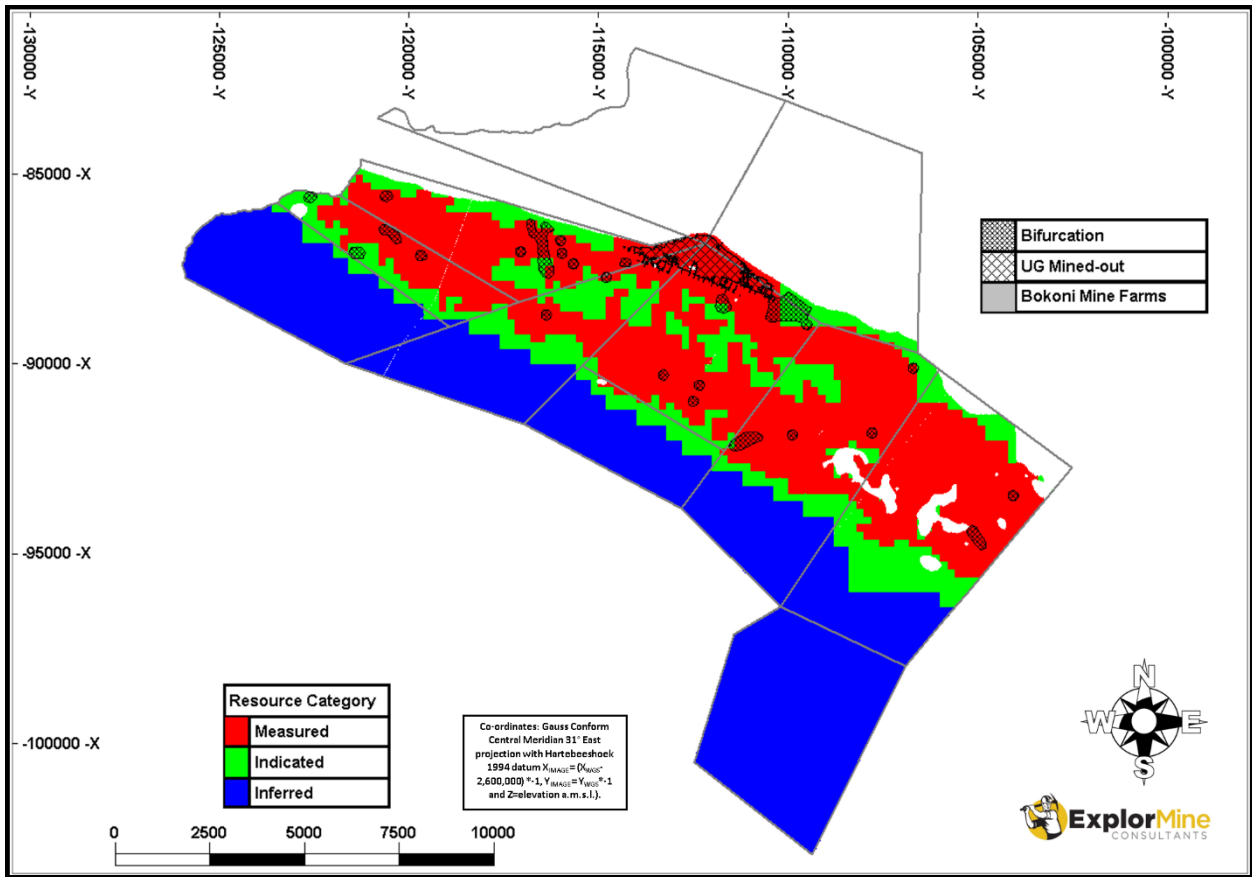 -130000 -Y
-125000 -Y
-120000 -Y
-115000 -Y
-110000 -Y
-105000 -Y
-100000 -Y
-85000 -X
-90000 -X
-95000 -X
-100000 -X
Bifurcation
UG Mined-out
Bokoni Mine Farms
Resource Category
Measured
Indicated
Inferred
Co-ordinates: Gauss Conform
Central Meridian 31° East
projection with Hartebeeshoek
1994 datum XIMAGE= (XWGS-
2,600,000) *-1, YIMAGE= YWGS*-1
and Z=elevation a.m.s.l.).
0 2500 5000 7500 10000
N
W E
S
ExplorMine
CONSULTANTS